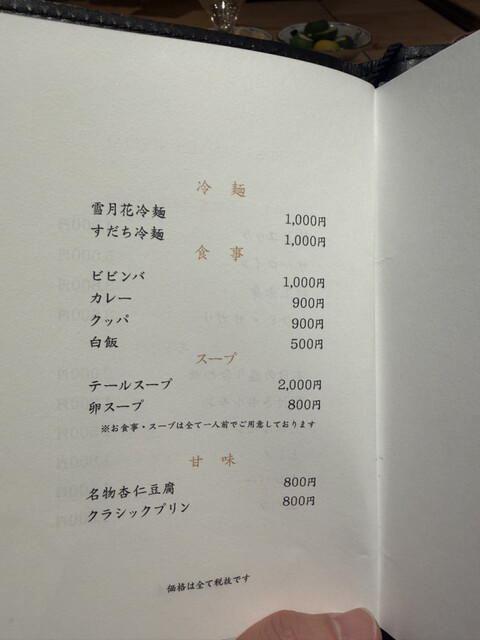 冷 麺
雪月花冷麺 1,000円
すだち冷麺 1,000円
食 事
ビビンバ 1,000円
カレー 900円
クッパ 900円
白飯 500円
スープ
テールスープ 2,000円
卵スープ 800円
※お食事・スープは全て一人前でご用意しております
甘 味
名物杏仁豆腐 800円
クラシックプリン 800円
価格は全て税抜です